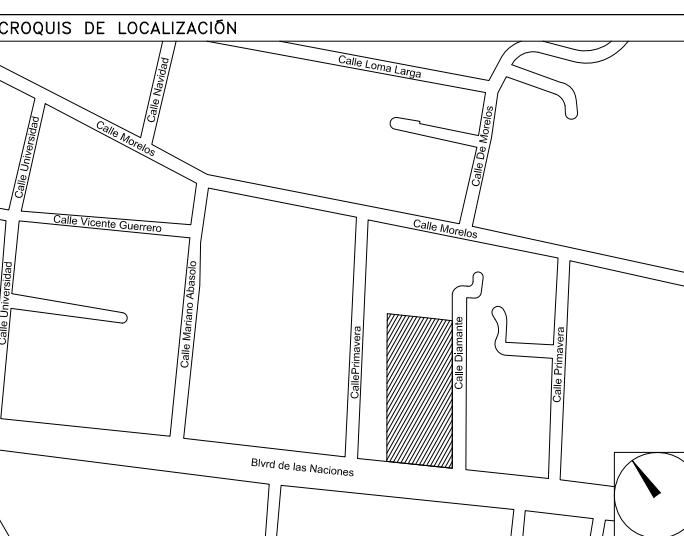 CROQUIS DE LOCALIZACIÓN
Calle Loma Larga
Calle Navidad
Calle Morelos
Calle De Morelos
Calle Universidad
Calle Vicente Guerrero
Calle Morelos
Calle Universidad
Calle Mariano Abasolo
CallePrimavera
Calle Diamante
Calle Primavera
Blvrd de las Naciones